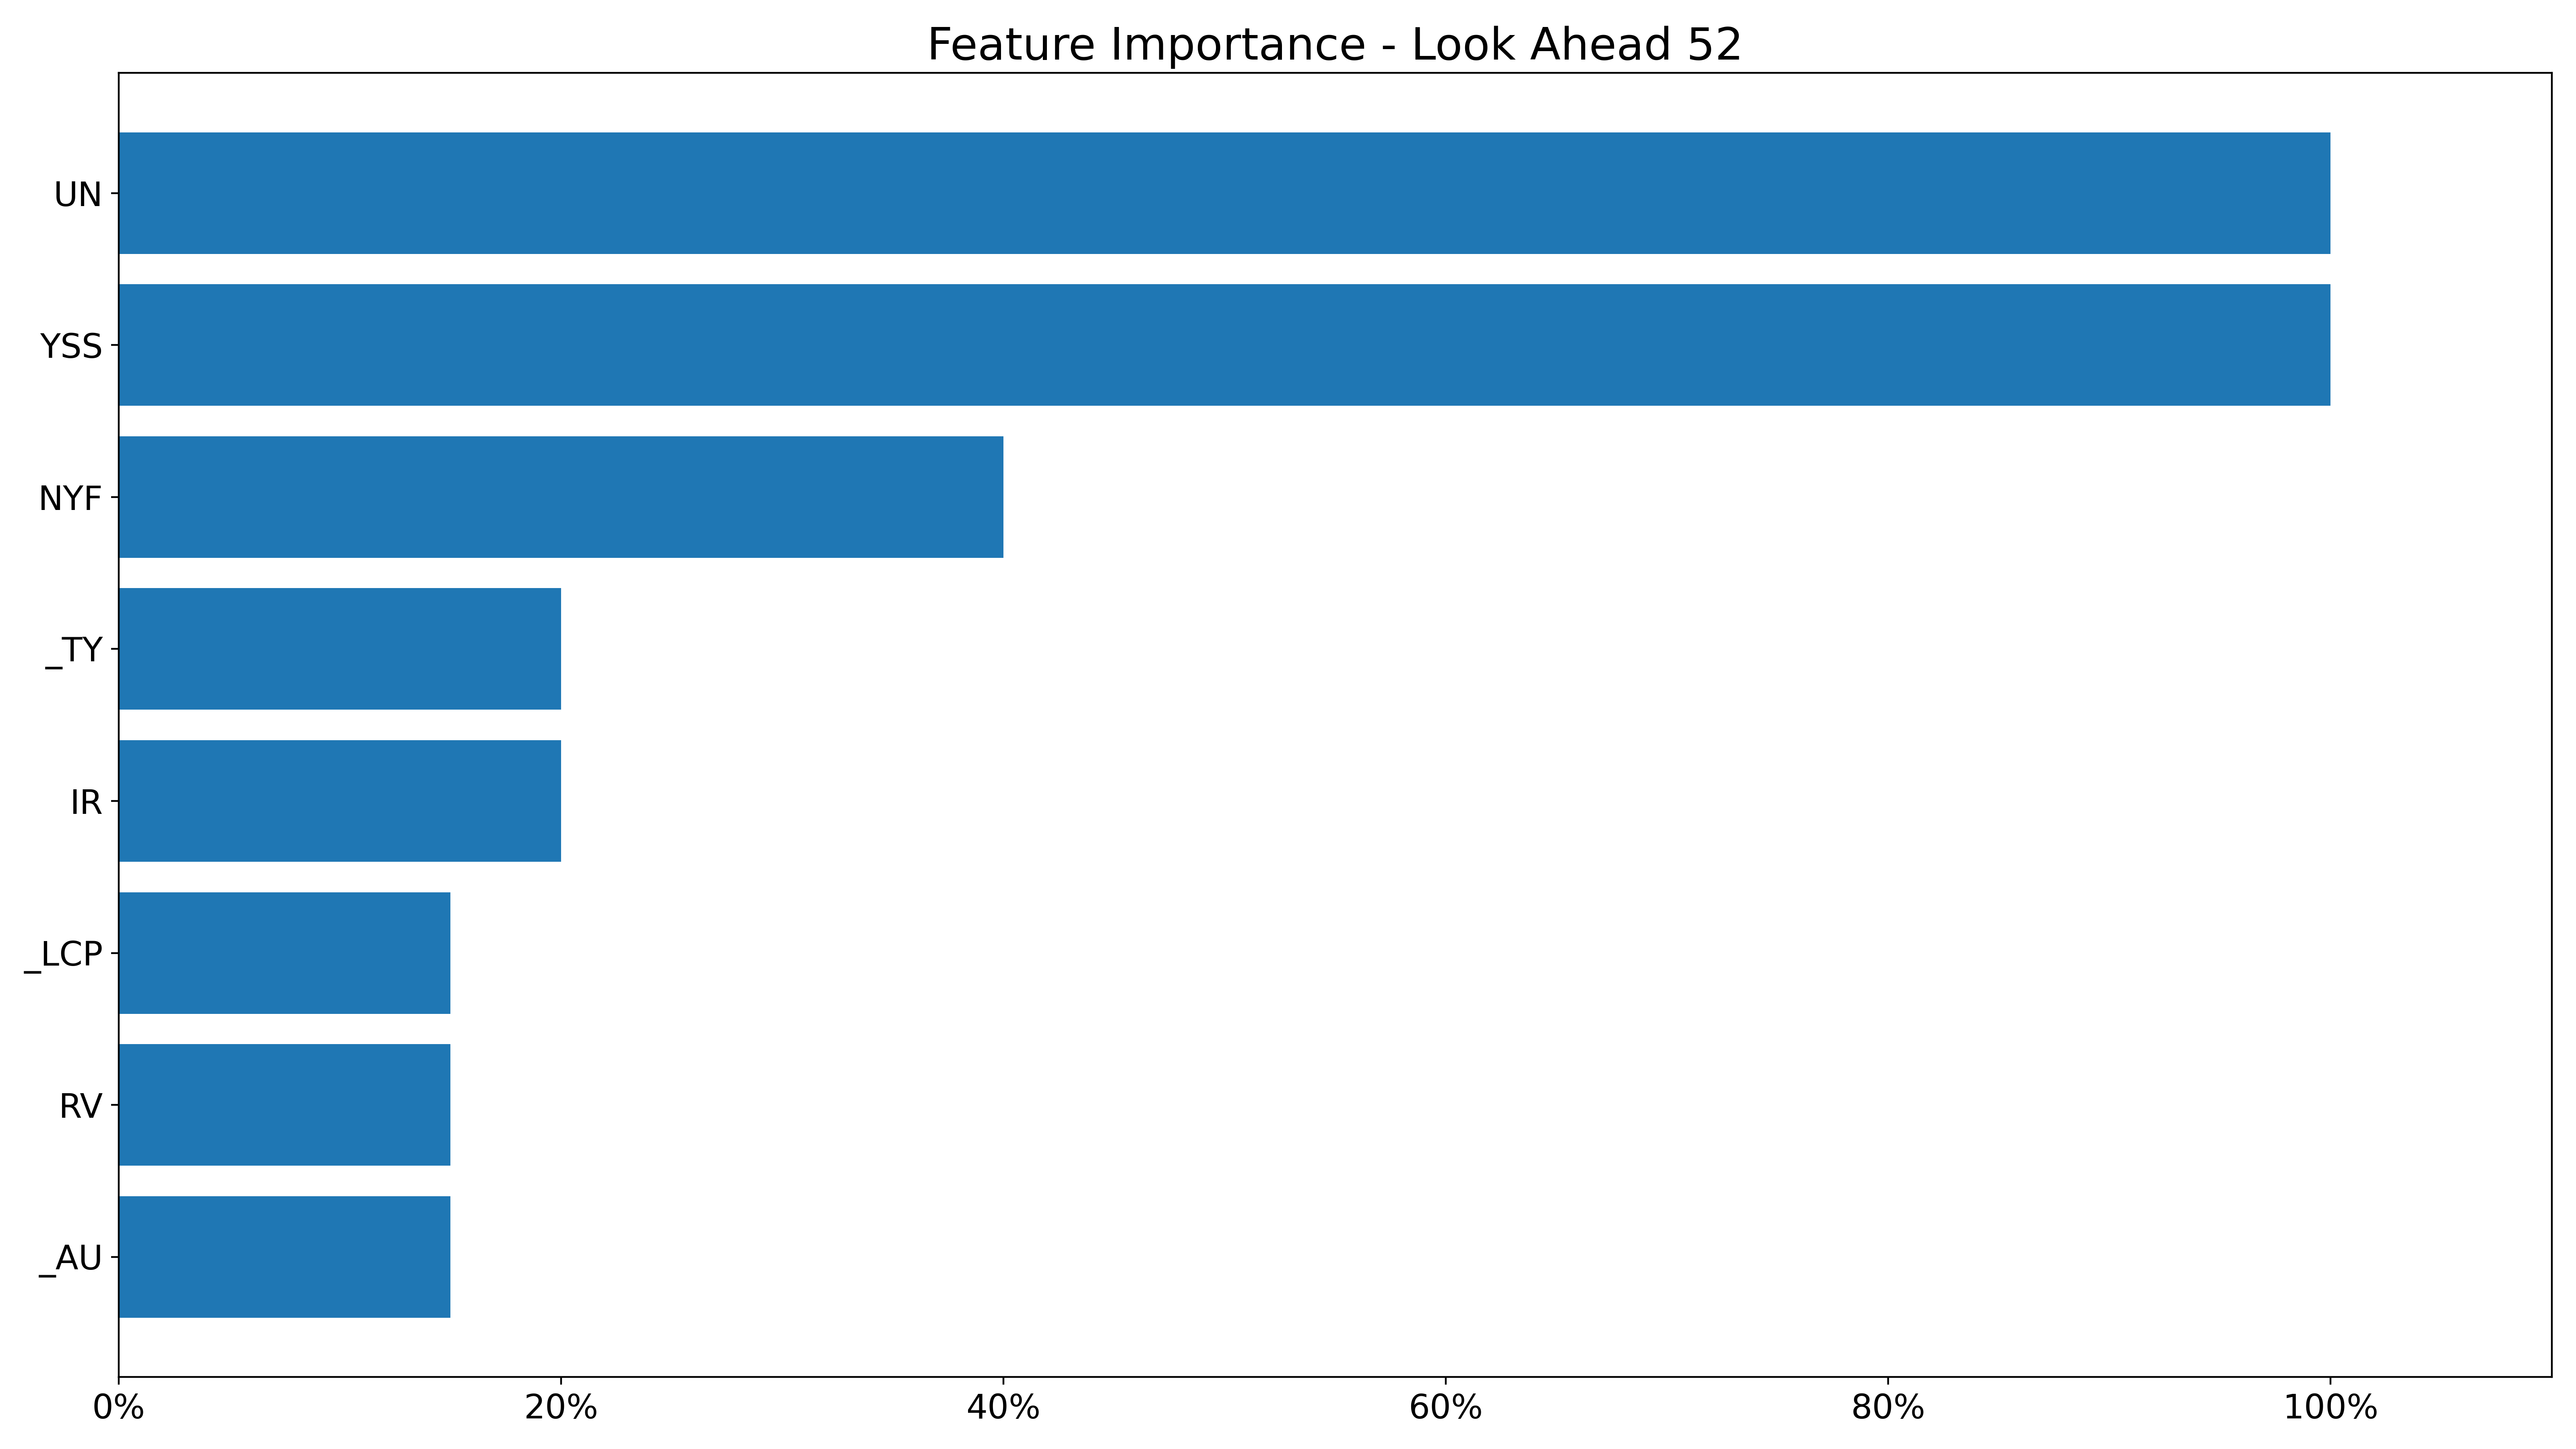 Feature Importance - Look Ahead 52
UN
YSS
NYF
_TY
IR
_LCP
RV
_AU
0% 20% 40% 60% 80% 100%